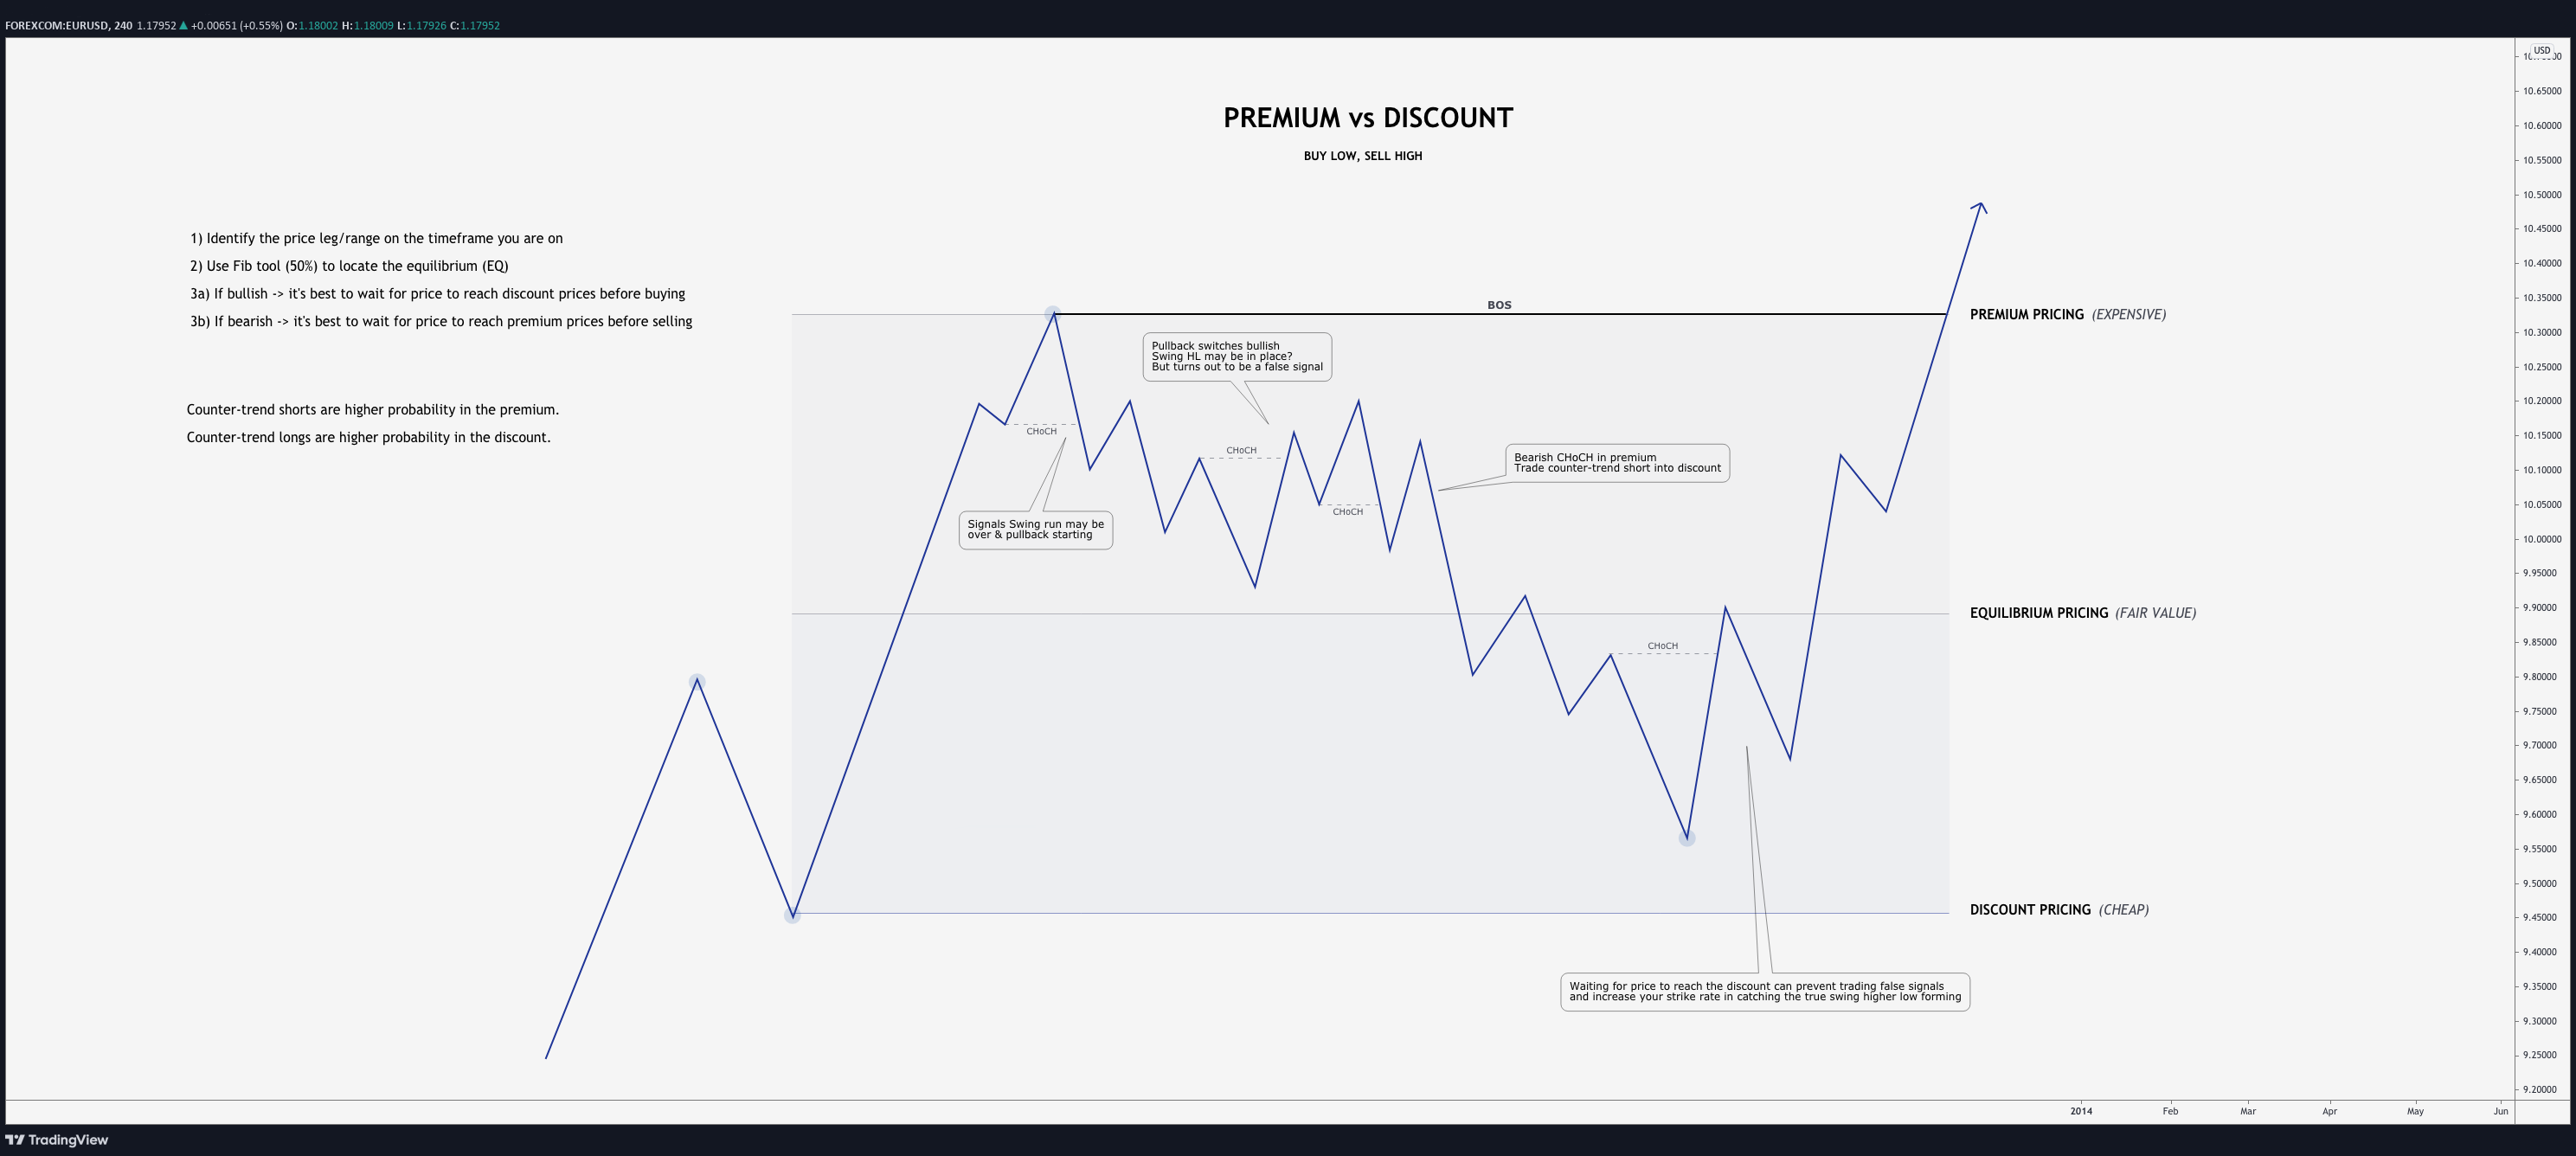 FOREXCOM:EURUSD, 240 1.17952 ▲ +0.00651 (+0.55%) O:1.18002 H:1.18009 L:1.17926 C:1.17952
PREMIUM vs DISCOUNT
BUY LOW, SELL HIGH
1) Identify the price leg/range on the timeframe you are on
2) Use Fib tool (50%) to locate the equilibrium (EQ)
3a) If bullish -> it's best to wait for price to reach discount prices before buying
3b) If bearish -> it's best to wait for price to reach premium prices before selling
Counter-trend shorts are higher probability in the premium.
Counter-trend longs are higher probability in the discount.
BOS
PREMIUM PRICING (EXPENSIVE)
Pullback switches bullish
Swing HL may be in place?
But turns out to be a false signal
CHoCH
CHoCH
Bearish CHoCH in premium
Trade counter-trend short into discount
CHoCH
Signals Swing run may be
over & pullback starting
EQUILIBRIUM PRICING (FAIR VALUE)
CHoCH
DISCOUNT PRICING (CHEAP)
Waiting for price to reach the discount can prevent trading false signals
and increase your strike rate in catching the true swing higher low forming
USD
10.65000
10.60000
10.55000
10.50000
10.45000
10.40000
10.35000
10.30000
10.25000
10.20000
10.15000
10.10000
10.05000
10.00000
9.95000
9.90000
9.85000
9.80000
9.75000
9.70000
9.65000
9.60000
9.55000
9.50000
9.45000
9.40000
9.35000
9.30000
9.25000
9.20000
2014 Feb Mar Apr May Jun
TradingView